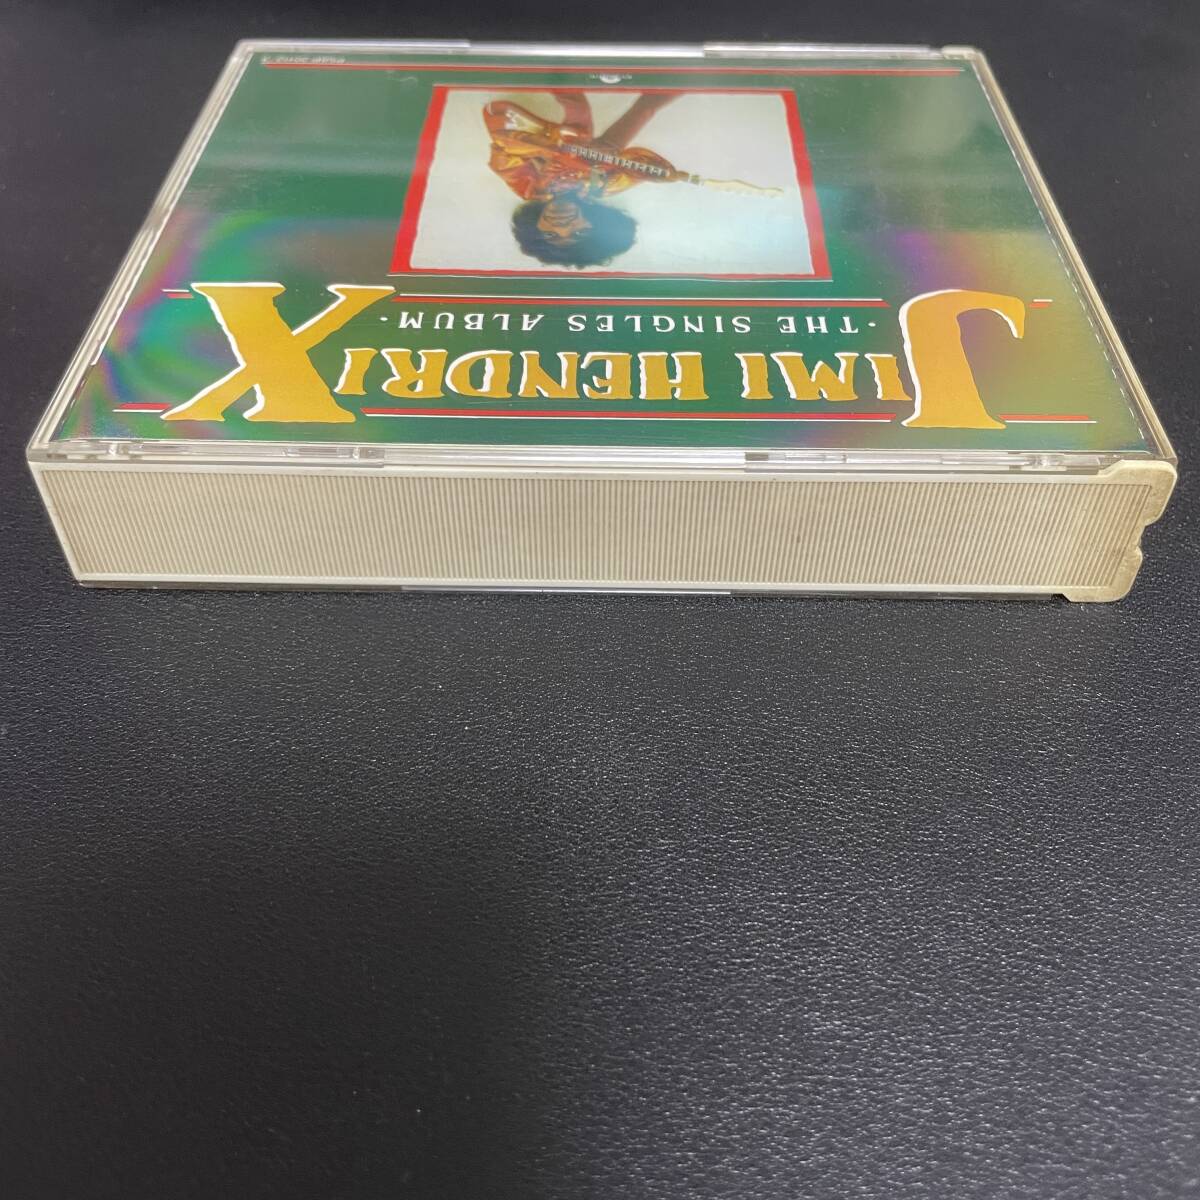 JIMI HENDRIX
·THE SINGLES ALBUM·